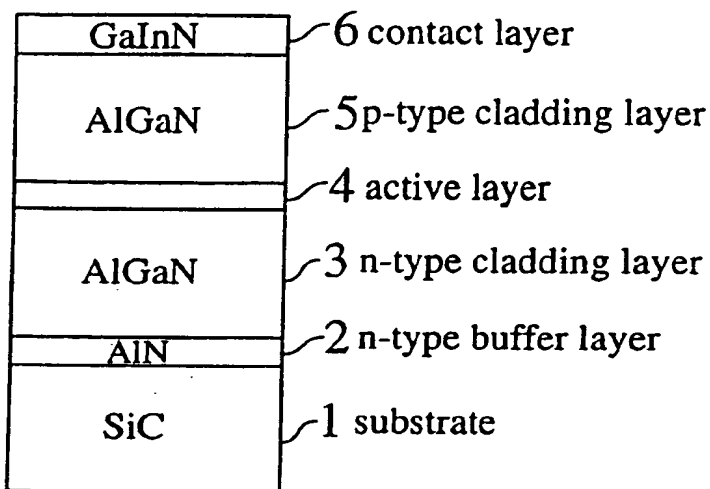 GaInN 6 contact layer
AlGaN 5 p-type cladding layer
4 active layer
AlGaN 3 n-type cladding layer
AlN 2 n-type buffer layer
SiC 1 substrate